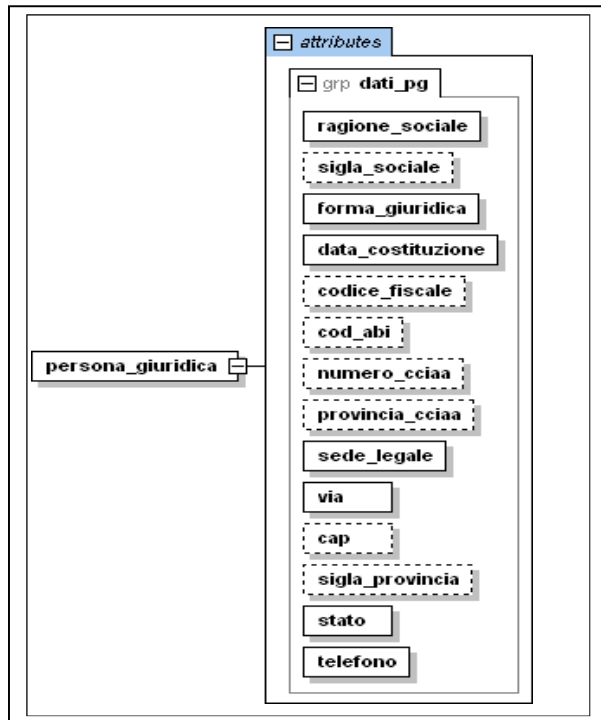 attributes
grp dati_pg
ragione_sociale
sigla_sociale
forma_giuridica
data_costituzione
codice_fiscale
cod_abi
persona_giuridica
numero_cciaa
provincia_cciaa
sede_legale
via
cap
sigla_provincia
stato
telefono